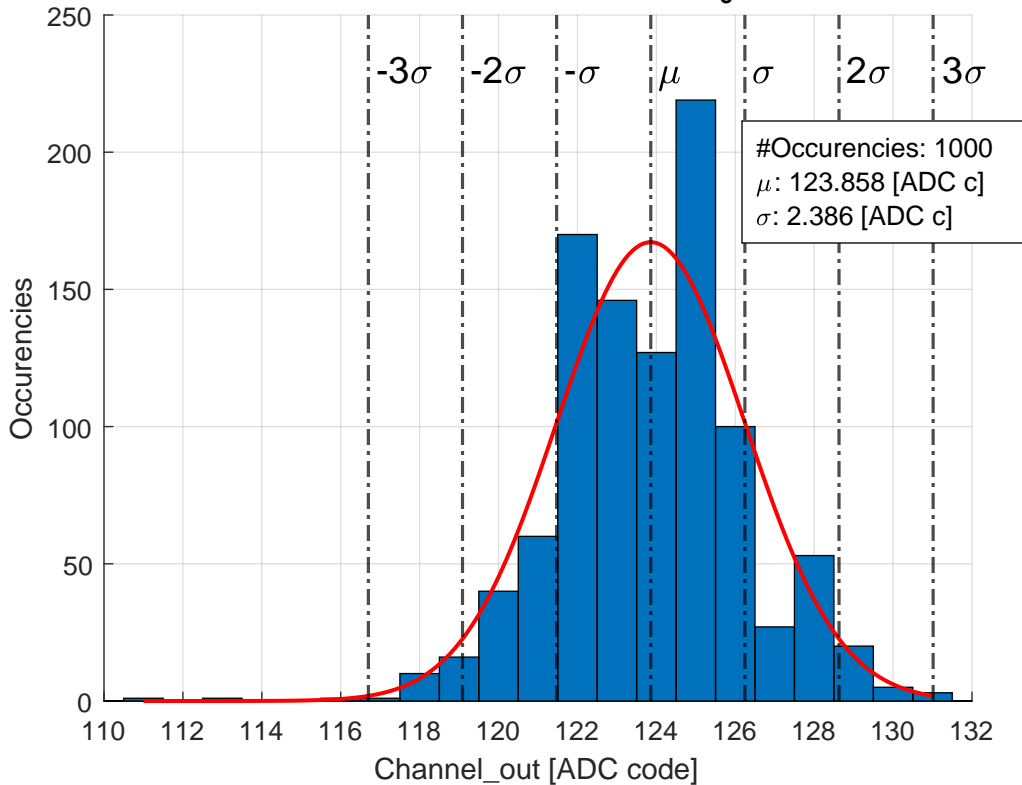 250
200
150
100
50
0
Occurencies
-3σ -2σ -σ μ σ 2σ 3σ
#Occurencies: 1000
μ: 123.858 [ADC c]
σ: 2.386 [ADC c]
110 112 114 116 118 120 122 124 126 128 130 132
Channel_out [ADC code]